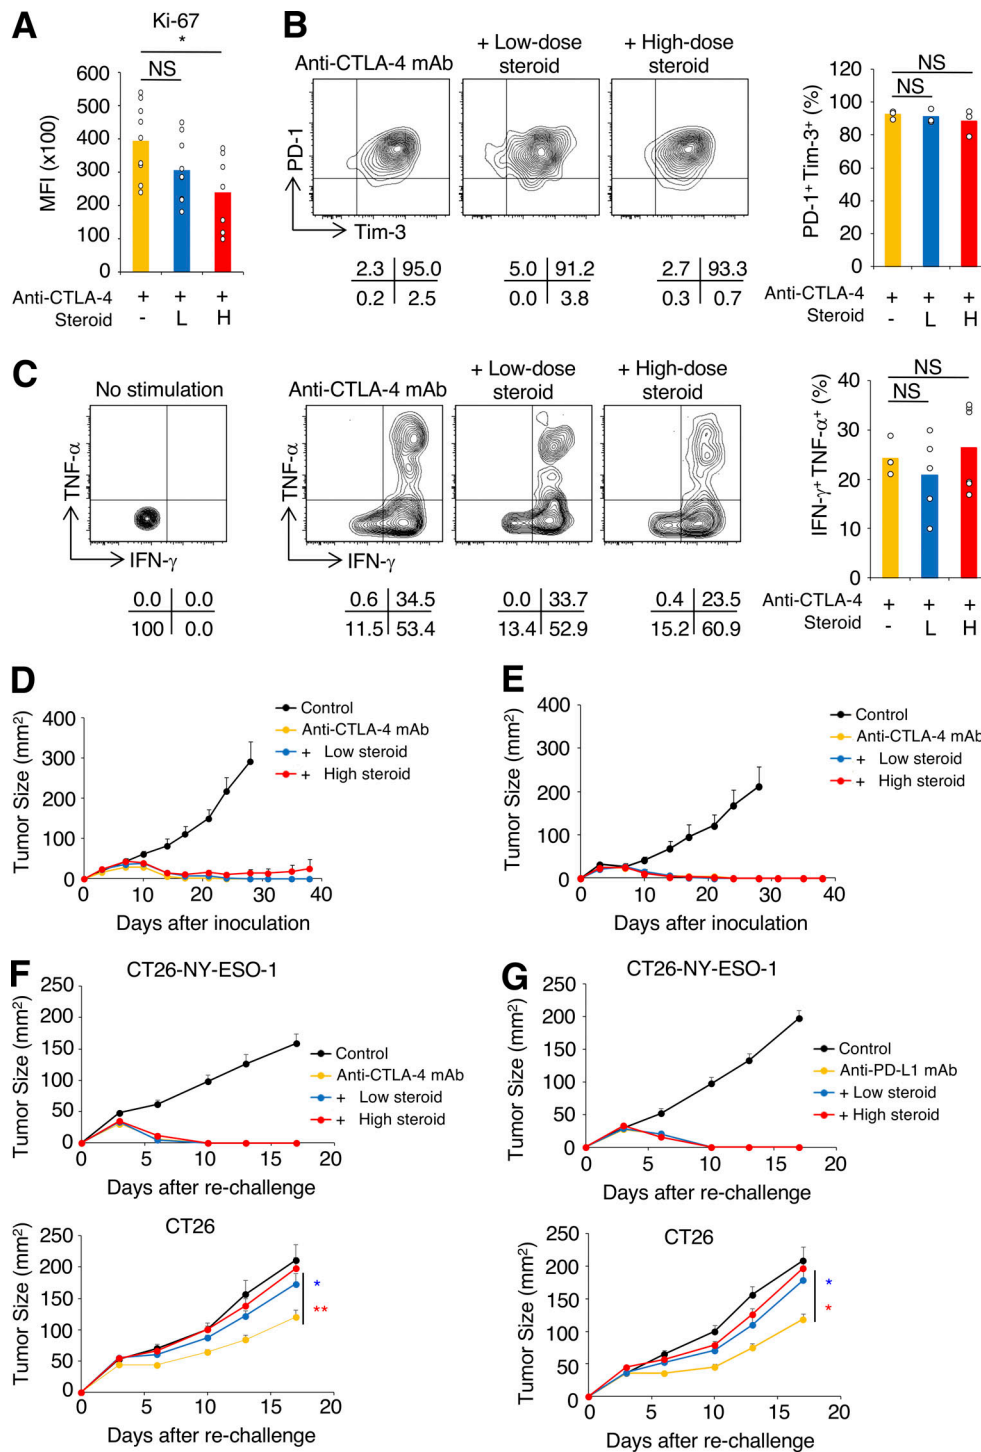 A
Ki-67
*
NS
600
500
400
300
200
100
0
MFI (x100)
Anti-CTLA-4 + + +
Steroid - L H
B
Anti-CTLA-4 mAb
+ Low-dose
steroid
+ High-dose
steroid
PD-1
Tim-3
2.3 95.0
0.2 2.5
5.0 91.2
0.0 3.8
2.7 93.3
0.3 0.7
NS
NS
120
100
80
60
40
20
0
PD-1+ Tim-3+ (%)
Anti-CTLA-4 + + +
Steroid - L H
C
No stimulation
Anti-CTLA-4 mAb
+ Low-dose
steroid
+ High-dose
steroid
TNF-α
IFN-γ
TNF-α
IFN-γ
0.0 0.0
100 0.0
0.6 34.5
11.5 53.4
0.0 33.7
13.4 52.9
0.4 23.5
15.2 60.9
NS
NS
40
30
20
10
0
IFN-γ+ TNF-α+ (%)
Anti-CTLA-4 + + +
Steroid - L H
D
Tumor Size (mm²)
400
300
200
100
0
0 10 20 30 40
Days after inoculation
Control
Anti-CTLA-4 mAb
+ Low steroid
+ High steroid
E
Tumor Size (mm²)
400
300
200
100
0
0 10 20 30 40
Days after inoculation
Control
Anti-CTLA-4 mAb
+ Low steroid
+ High steroid
F
CT26-NY-ESO-1
Tumor Size (mm²)
250
200
150
100
50
0
0 5 10 15 20
Days after re-challenge
Control
Anti-CTLA-4 mAb
+ Low steroid
+ High steroid
CT26
Tumor Size (mm²)
250
200
150
100
50
0
0 5 10 15 20
Days after re-challenge
*
**
G
CT26-NY-ESO-1
Tumor Size (mm²)
250
200
150
100
50
0
0 5 10 15 20
Days after re-challenge
Control
Anti-PD-L1 mAb
+ Low steroid
+ High steroid
CT26
Tumor Size (mm²)
250
200
150
100
50
0
0 5 10 15 20
Days after re-challenge
*
*